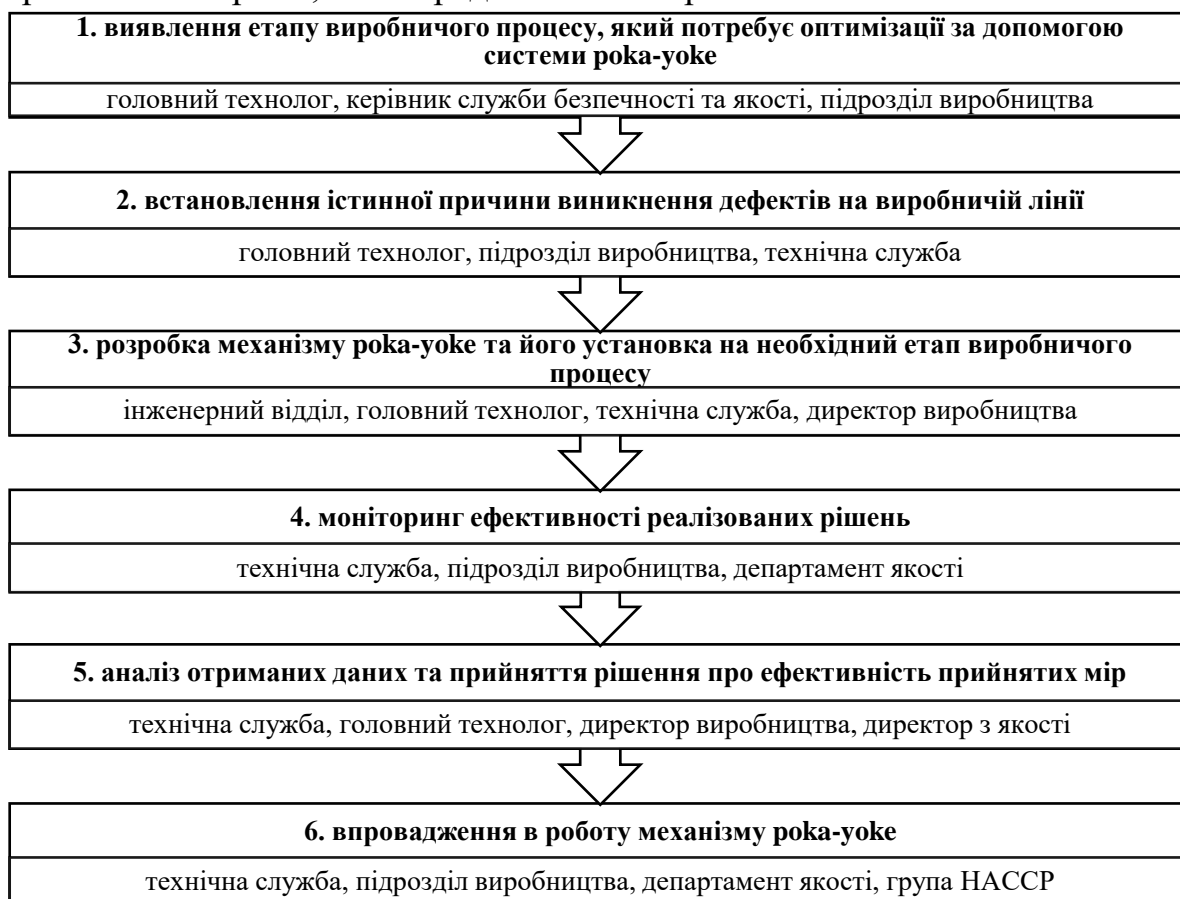 1. виявлення етапу виробничого процесу, який потребує оптимізації за допомогою
системи poka-yoke
головний технолог, керівник служби безпечності та якості, підрозділ виробництва
2. встановлення істинної причини виникнення дефектів на виробничій лінії
головний технолог, підрозділ виробництва, технічна служба
3. розробка механізму poka-yoke та його установка на необхідний етап виробничого
процесу
інженерний відділ, головний технолог, технічна служба, директор виробництва
4. моніторинг ефективності реалізованих рішень
технічна служба, підрозділ виробництва, департамент якості
5. аналіз отриманих даних та прийняття рішення про ефективність прийнятих мір
технічна служба, головний технолог, директор виробництва, директор з якості
6. впровадження в роботу механізму poka-yoke
технічна служба, підрозділ виробництва, департамент якості, група НАССР